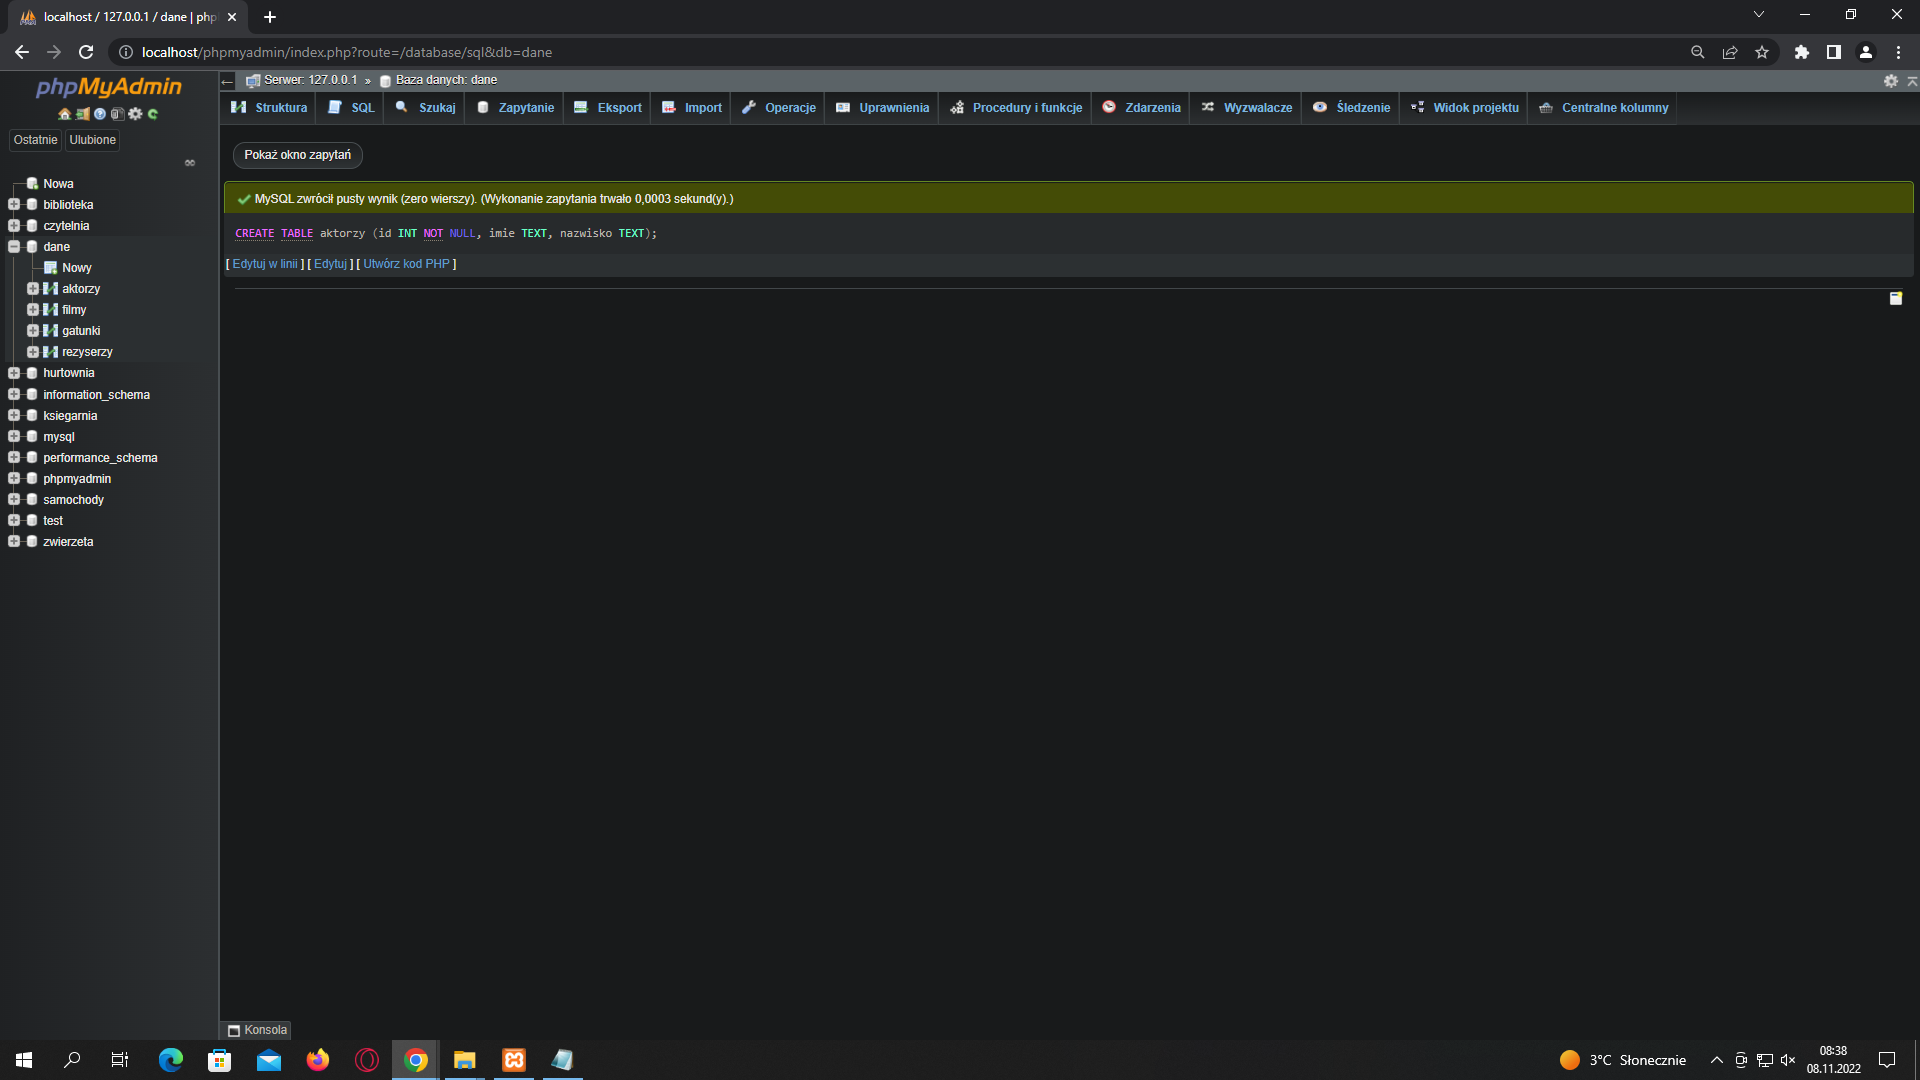 localhost / 127.0.0.1 / dane | php
localhost/phpmyadmin/index.php?route=/database/sql&db=dane
phpMyAdmin
Ostatnie Ulubione
Nowa
biblioteka
czytelnia
dane
Nowy
aktorzy
filmy
gatunki
rezyserzy
hurtownia
information_schema
ksiegarnia
mysql
performance_schema
phpmyadmin
samochody
test
zwierzeta
Serwer: 127.0.0.1 » Baza danych: dane
Struktura SQL Szukaj Zapytanie Eksport Import Operacje Uprawnienia Procedury i funkcje Zdarzenia Wyzwalacze Śledzenie Widok projektu Centralne kolumny
Pokaż okno zapytań
MySQL zwrócił pusty wynik (zero wierszy). (Wykonanie zapytania trwało 0,0003 sekund(y).)
CREATE TABLE aktorzy (id INT NOT NULL, imie TEXT, nazwisko TEXT);
[ Edytuj w linii ] [ Edytuj ] [ Utwórz kod PHP ]
Konsola
3°C Słonecznie
08:38
08.11.2022